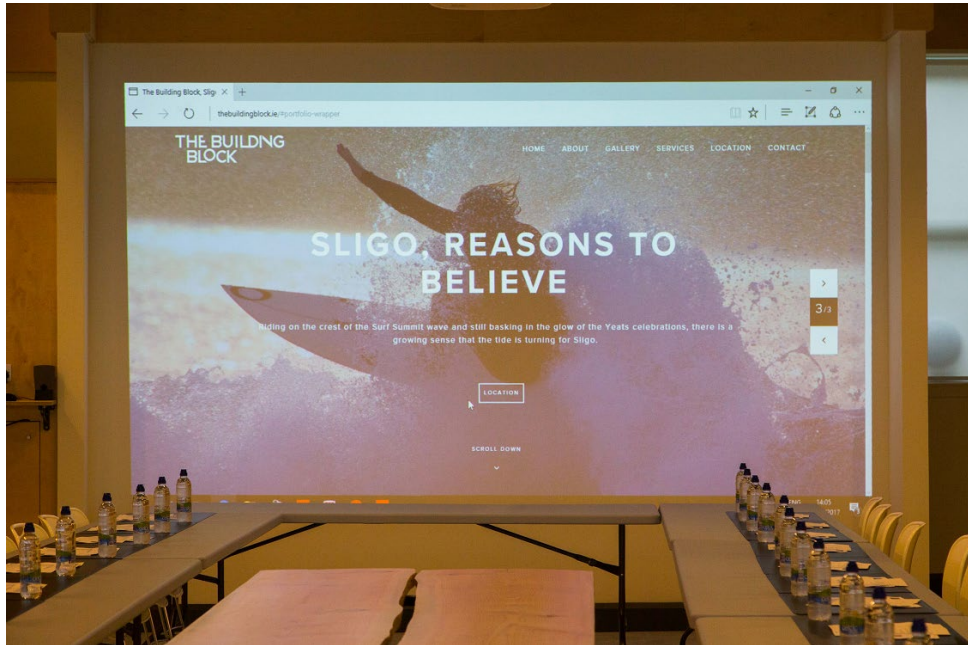 The Building Block, Slig
thebuildingblock.ie/#portfolio-wrapper
THE BUILDNG
BLOCK
HOME ABOUT GALLERY SERVICES LOCATION CONTACT
SLIGO, REASONS TO
BELIEVE
3/3
Riding on the crest of the Surf Summit wave and still basking in the glow of the Yeats celebrations, there is a
growing sense that the tide is turning for Sligo.
LOCATION
SCROLL DOWN
ENG 14:05
2017